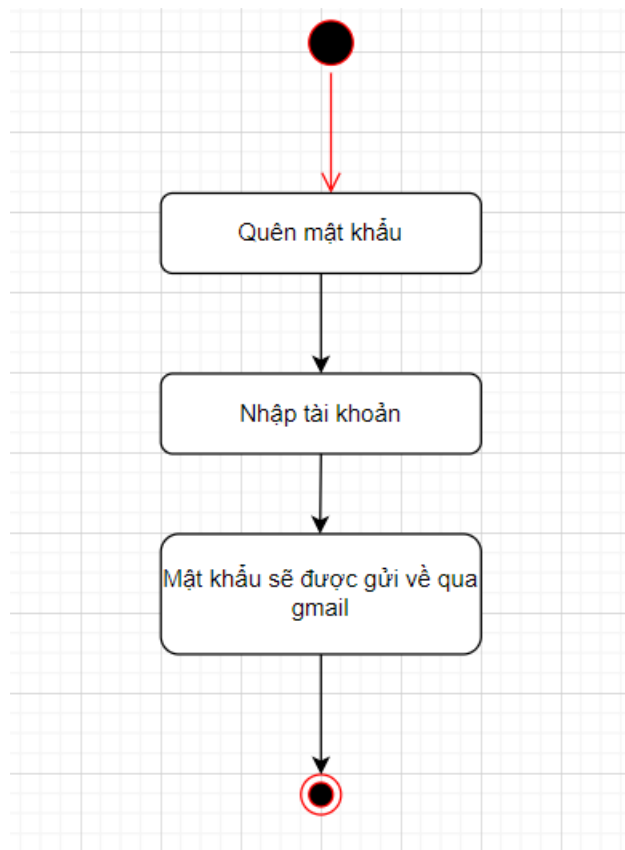 Quên mật khẩu
Nhập tài khoản
Mật khẩu sẽ được gửi về qua
gmail